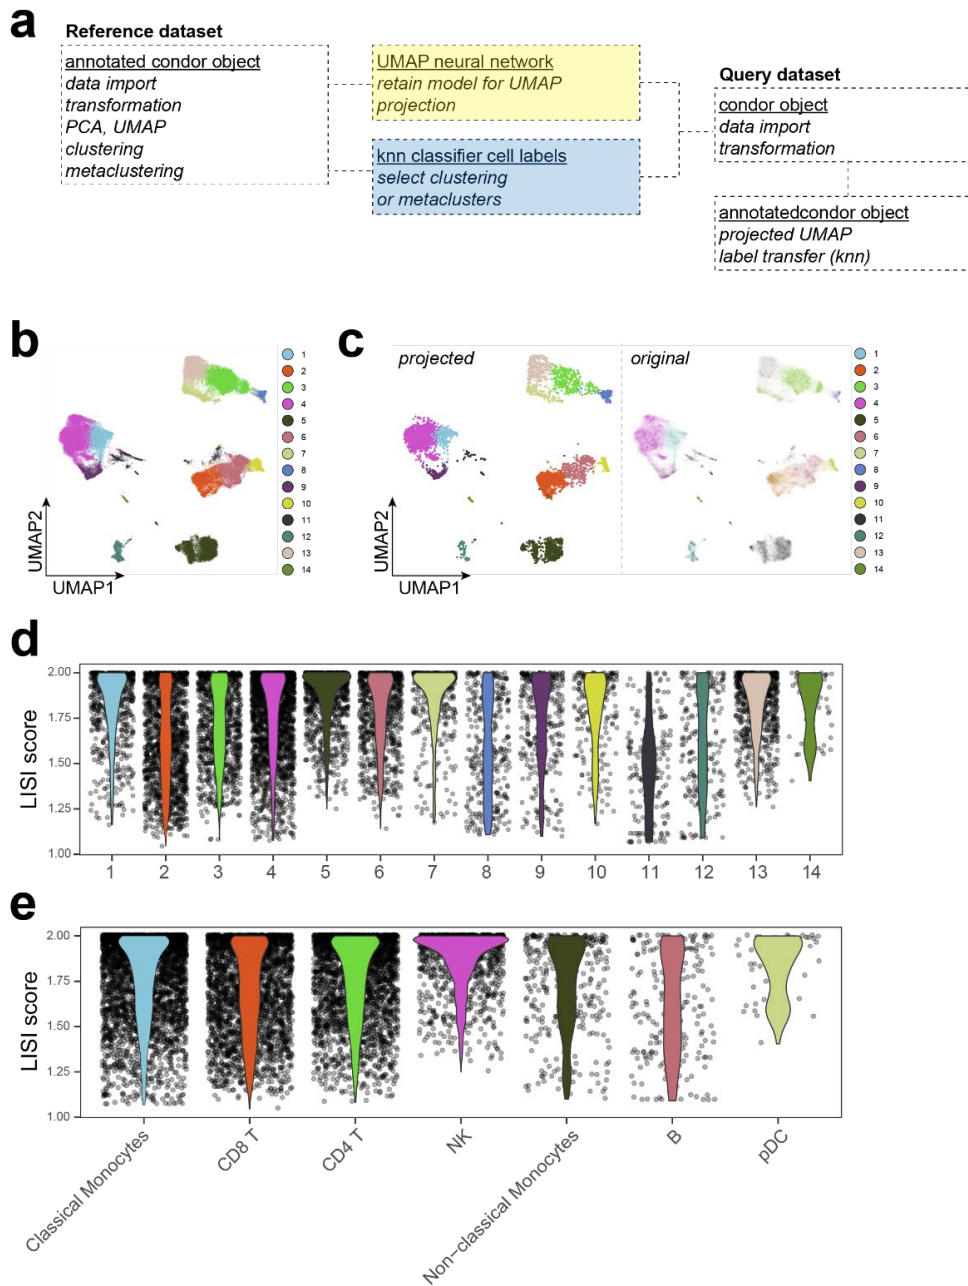 a
Reference dataset
annotated condor object
data import
transformation
PCA, UMAP
clustering
metaclustering
UMAP neural network
retain model for UMAP
projection
knn classifier cell labels
select clustering
or metaclusters
Query dataset
condor object
data import
transformation
annotatedcondor object
projected UMAP
label transfer (knn)
b
UMAP2
UMAP1
1
2
3
4
5
6
7
8
9
10
11
12
13
14
c
projected
original
UMAP2
UMAP1
1
2
3
4
5
6
7
8
9
10
11
12
13
14
d
LISI score
2.00
1.75
1.50
1.25
1.00
1 2 3 4 5 6 7 8 9 10 11 12 13 14
e
LISI score
2.00
1.75
1.50
1.25
1.00
Classical Monocytes
CD8 T
CD4 T
NK
Non-classical Monocytes
B
pDC